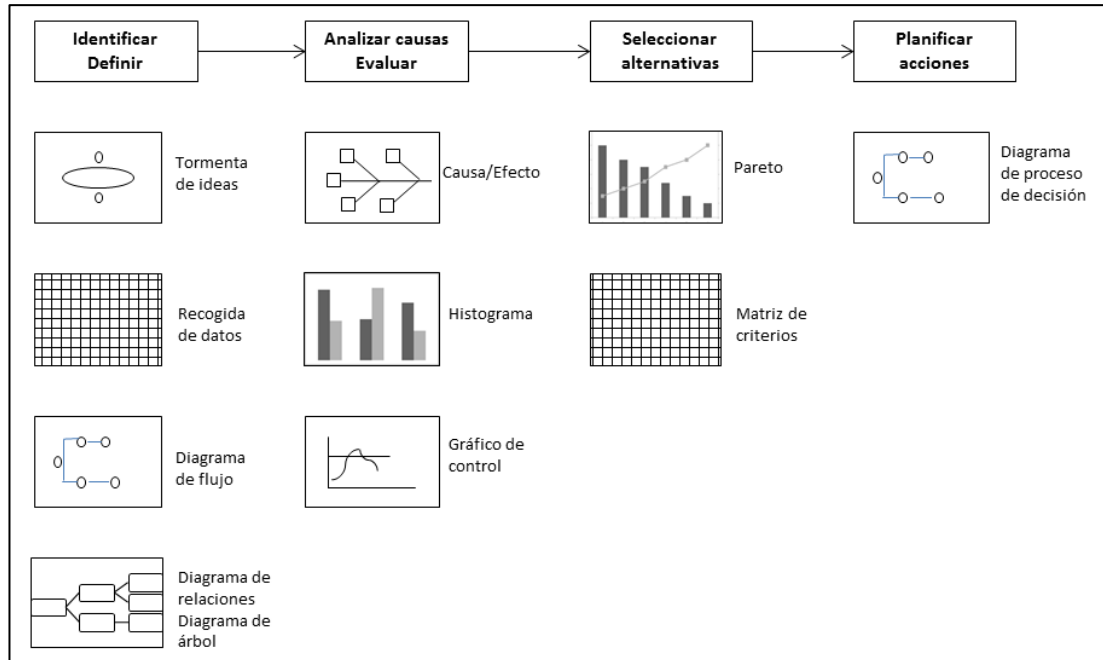 Identificar
Definir
Analizar causas
Evaluar
Seleccionar
alternativas
Planificar
acciones
Tormenta
de ideas
Causa/Efecto
Pareto
Diagrama
de proceso
de decisión
Recogida
de datos
Histograma
Matriz de
criterios
Diagrama
de flujo
Gráfico de
control
Diagrama de
relaciones
Diagrama de
árbol